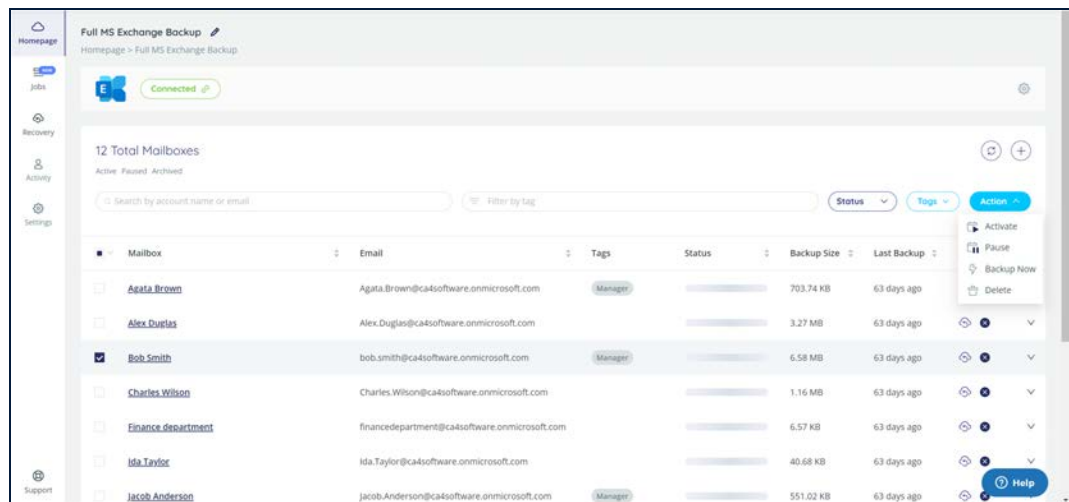 Full MS Exchange Backup
Homepage
Homepage > Full MS Exchange Backup
NEW
Jobs
E
Connected
Recovery
12 Total Mailboxes
Active Paused Archived
Activity
Search by account name or email
Filter by tag
Status
Tags
Action
Settings
Activate
Pause
Backup Now
Delete
Mailbox Email Tags Status Backup Size Last Backup
Agata Brown Agata.Brown@ca4software.onmicrosoft.com Manager 703.74 KB 63 days ago
Alex Duglas Alex.Duglas@ca4software.onmicrosoft.com 3.27 MB 63 days ago
Bob Smith bob.smith@ca4software.onmicrosoft.com Manager 6.58 MB 63 days ago
Charles Wilson Charles.Wilson@ca4software.onmicrosoft.com 1.16 MB 63 days ago
Finance department financedepartment@ca4software.onmicrosoft.com 6.57 KB 63 days ago
Ida Taylor Ida.Taylor@ca4software.onmicrosoft.com 40.68 KB 63 days ago
Jacob Anderson Jacob.Anderson@ca4software.onmicrosoft.com Manager 551.02 KB 63 days ago
Support
Help